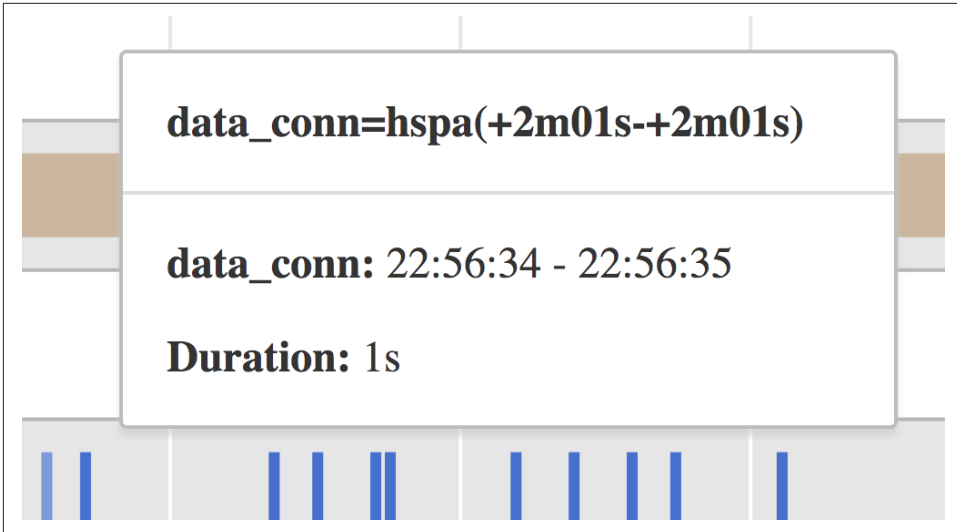 data_conn=hspa(+2m01s-+2m01s)
data_conn: 22:56:34 - 22:56:35
Duration: 1s